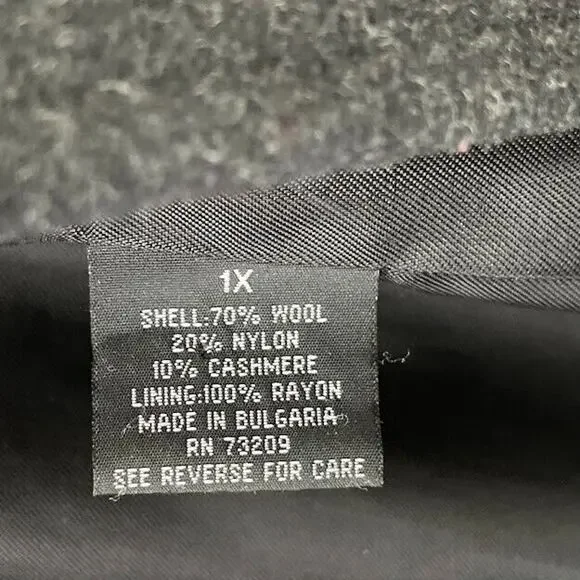 1X
SHELL:70% WOOL
20% NYLON
10% CASHMERE
LINING:100% RAYON
MADE IN BULGARIA
RN 73209
SEE REVERSE FOR CARE